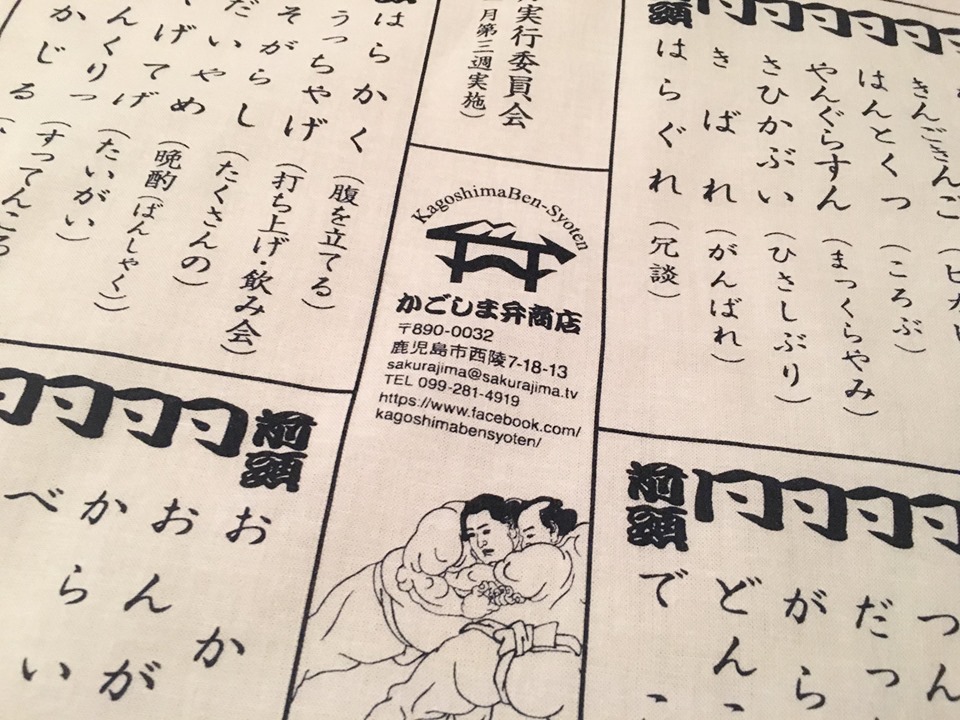 実行委員会
月第三週実施）
前頭
はらぐれ（冗談）
きばれ（がんばれ）
さひかぶい（ひさしぶり）
やんぐらすん（まっくらやみ）
はんとくっ（ころぶ）
きんごきんご
はらかく（腹を立てる）
うっちゃげ（打ち上げ・飲み会）
そがらし（たくさんの）
だいやめ（晩酌（ばんしゃく））
げてげ（たいがい）
んくりっ（すってんころ
かじる
KagoshimaBen-Syoten
かごしま弁商店
〒890-0032
鹿児島市西陵7-18-13
sakurajima@sakurajima.tv
TEL 099-281-4919
https://www.facebook.com/
kagoshimabensyoten/
前頭
〃〃〃〃
おか
おんが
からい
べ
前頭
〃〃〃〃
で
どん
がら
だっ
つん